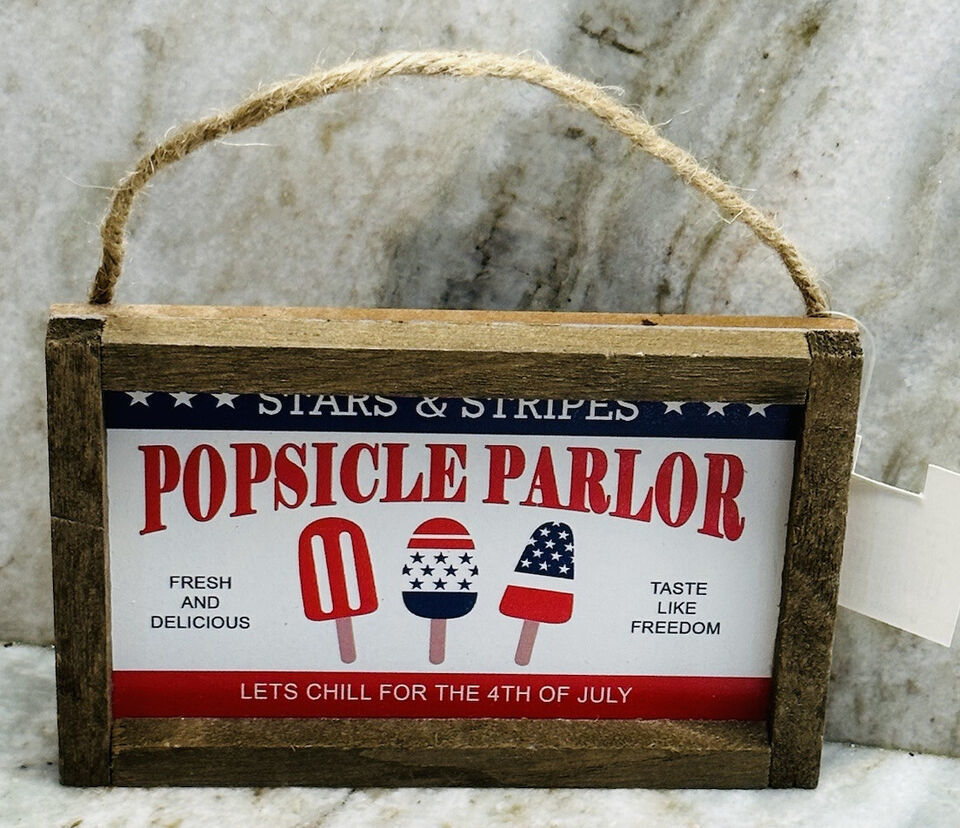 STARS & STRIPES
POPSICLE PARLOR
FRESH
AND
DELICIOUS
TASTE
LIKE
FREEDOM
LETS CHILL FOR THE 4TH OF JULY